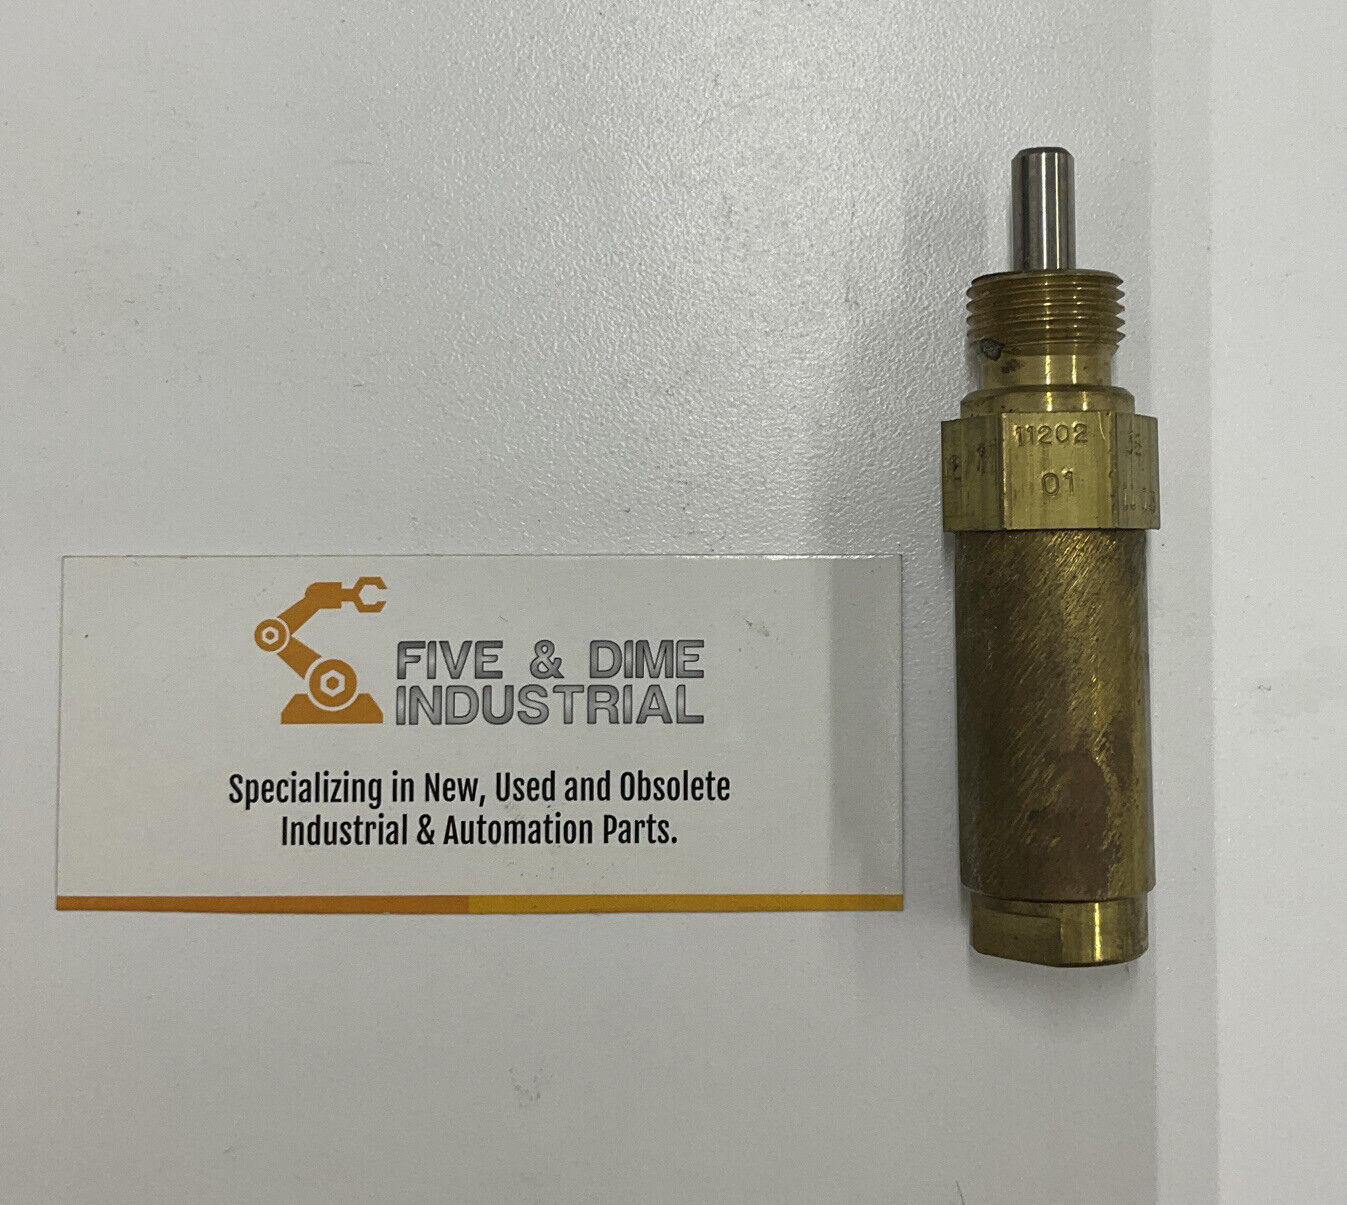 11202
01
FIVE & DIME
INDUSTRIAL
Specializing in New, Used and Obsolete
Industrial & Automation Parts.